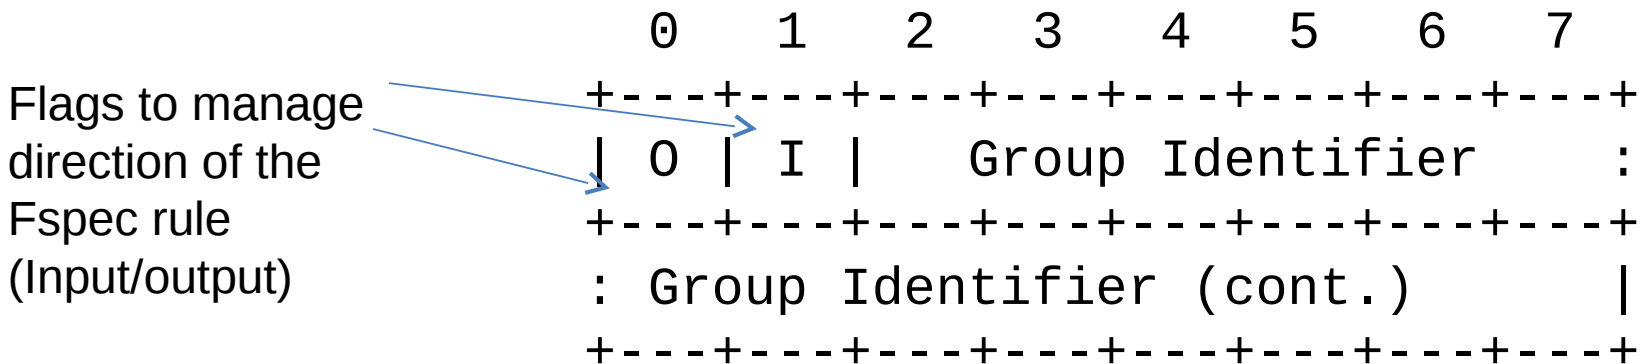 Flags to manage
direction of the
Fspec rule
(Input/output)
  0   1   2   3   4   5   6   7
+---+---+---+---+---+---+---+---+
| O | I |   Group Identifier    :
+---+---+---+---+---+---+---+---+
: Group Identifier (cont.)      |
+---+---+---+---+---+---+---+---+